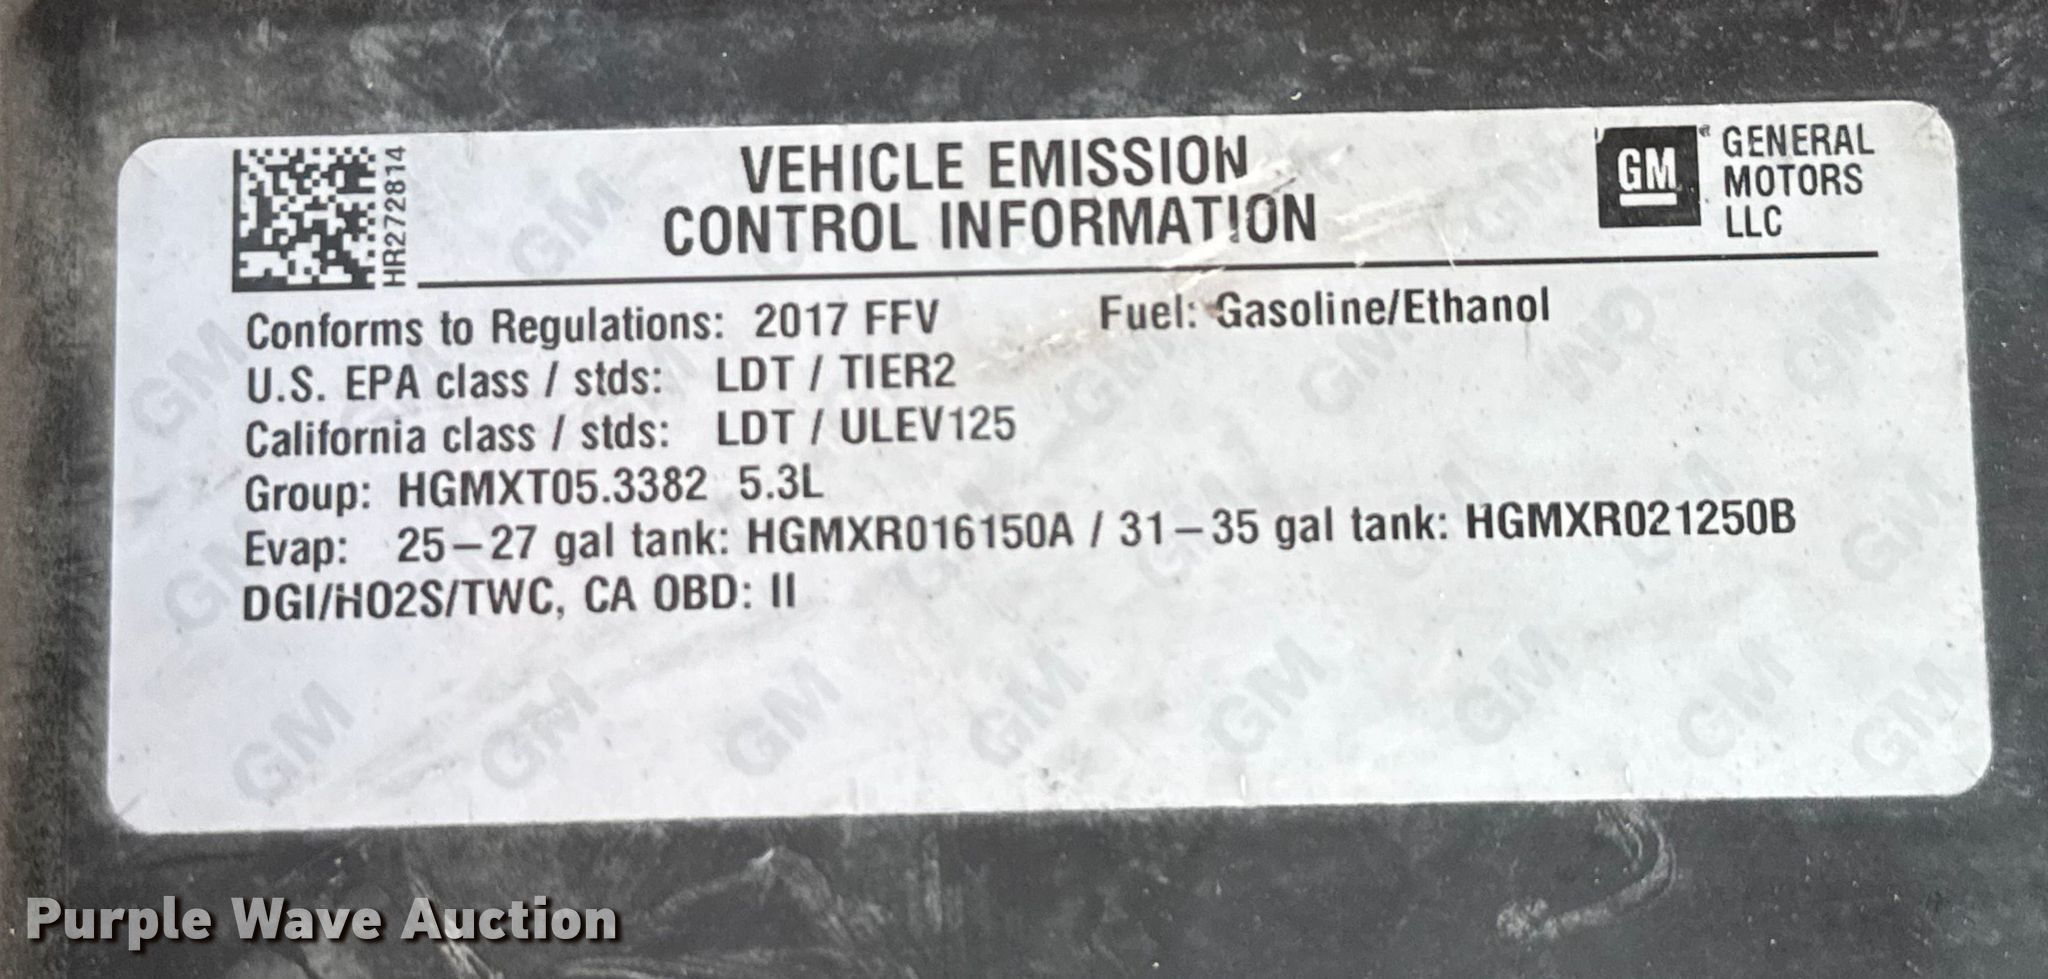 HR272814
VEHICLE EMISSION
CONTROL INFORMATION
GM
GENERAL
MOTORS
LLC
Conforms to Regulations: 2017 FFV Fuel: Gasoline/Ethanol
U.S. EPA class / stds: LDT / TIER2
California class / stds: LDT / ULEV125
Group: HGMXT05.3382 5.3L
Evap: 25–27 gal tank: HGMXR016150A / 31–35 gal tank: HGMXR021250B
DGI/HO2S/TWC, CA OBD: II
Purple Wave Auction